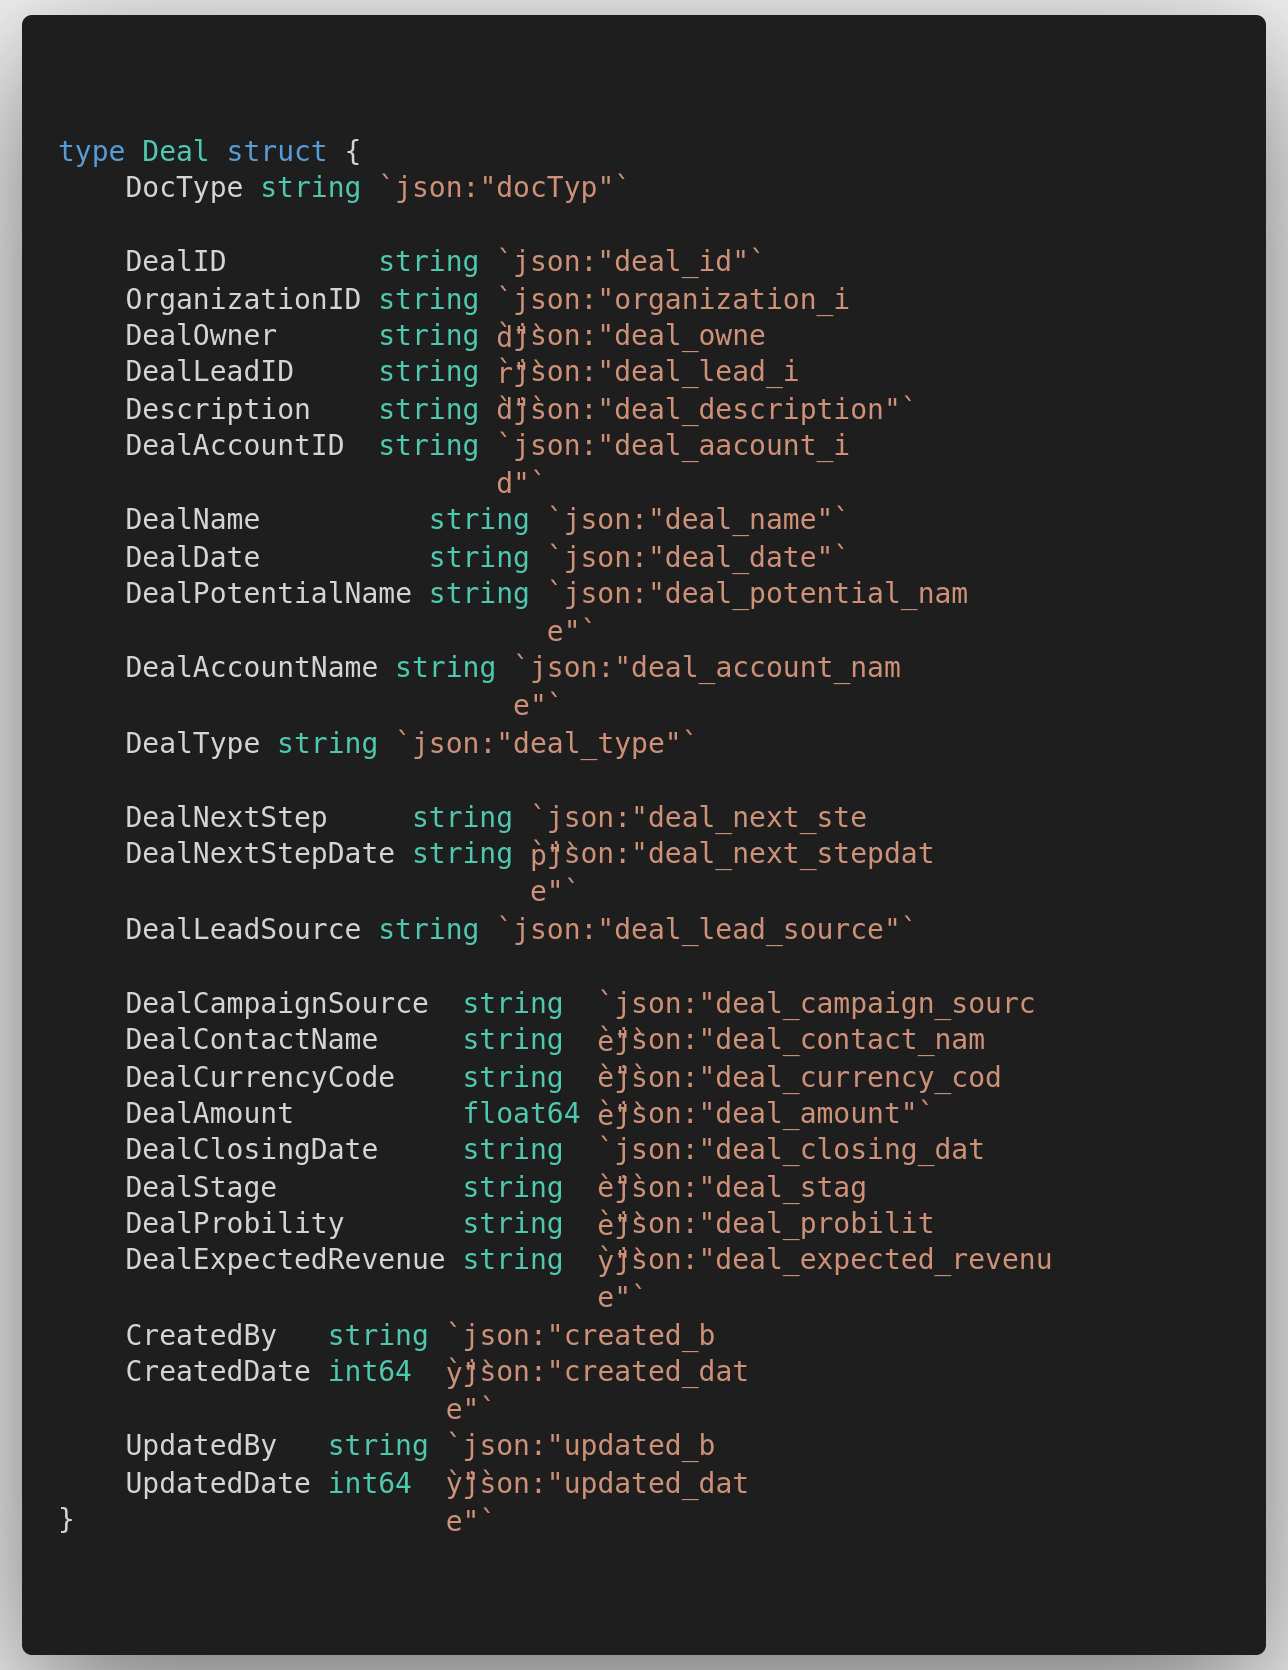 type Deal struct {
DocType string `json:"docTyp"`
DealID string `json:"deal_id"`
OrganizationID string `json:"organization_i
d"`
DealOwner string `json:"deal_owne
r"`
DealLeadID string `json:"deal_lead_i
d"`
Description string `json:"deal_description"`
DealAccountID string `json:"deal_aacount_i
d"`
DealName string `json:"deal_name"`
DealDate string `json:"deal_date"`
DealPotentialName string `json:"deal_potential_nam
e"`
DealAccountName string `json:"deal_account_nam
e"`
DealType string `json:"deal_type"`
DealNextStep string `json:"deal_next_ste
p"`
DealNextStepDate string `json:"deal_next_stepdat
e"`
DealLeadSource string `json:"deal_lead_source"`
DealCampaignSource string `json:"deal_campaign_sourc
e"`
DealContactName string `json:"deal_contact_nam
e"`
DealCurrencyCode string `json:"deal_currency_cod
e"`
DealAmount float64 `json:"deal_amount"`
DealClosingDate string `json:"deal_closing_dat
e"`
DealStage string `json:"deal_stag
e"`
DealProbility string `json:"deal_probilit
y"`
DealExpectedRevenue string `json:"deal_expected_revenu
e"`
CreatedBy string `json:"created_b
y"`
CreatedDate int64 `json:"created_dat
e"`
UpdatedBy string `json:"updated_b
y"`
UpdatedDate int64 `json:"updated_dat
e"`
}